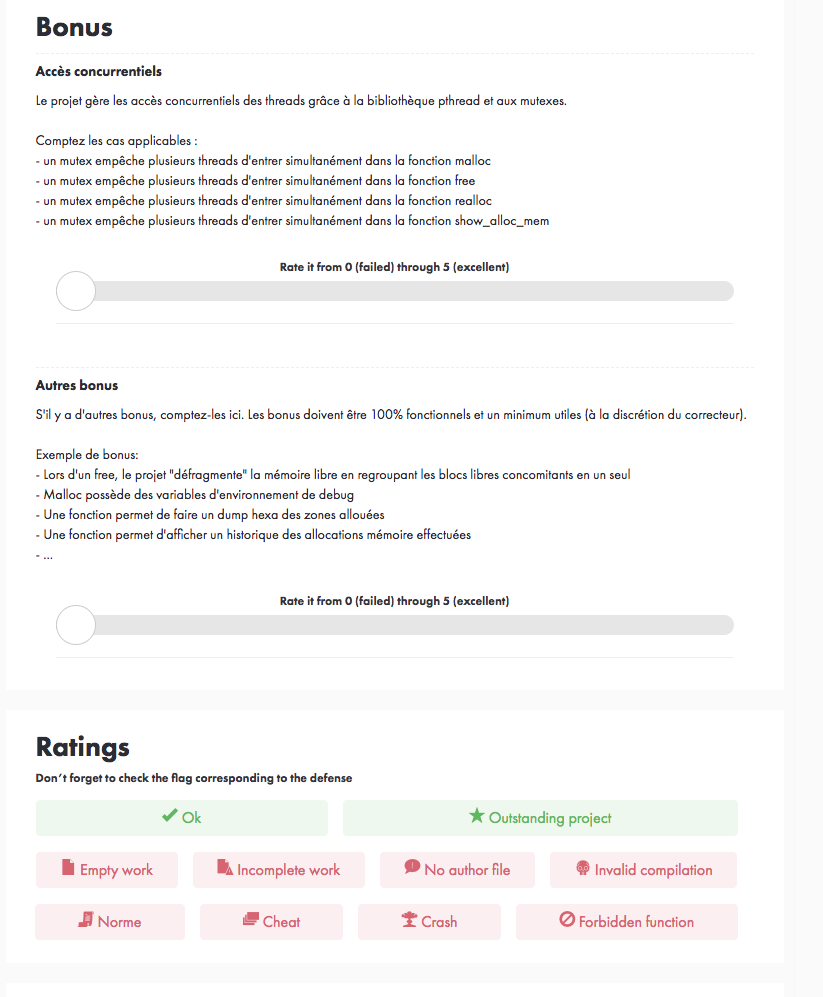 Bonus
Accès concurrentiels
Le projet gère les accès concurrentiels des threads grâce à la bibliothèque pthread et aux mutexes.
Comptez les cas applicables :
- un mutex empêche plusieurs threads d'entrer simultanément dans la fonction malloc
- un mutex empêche plusieurs threads d'entrer simultanément dans la fonction free
- un mutex empêche plusieurs threads d'entrer simultanément dans la fonction realloc
- un mutex empêche plusieurs threads d'entrer simultanément dans la fonction show_alloc_mem
Rate it from 0 (failed) through 5 (excellent)
Autres bonus
S'il y a d'autres bonus, comptez-les ici. Les bonus doivent être 100% fonctionnels et un minimum utiles (à la discrétion du correcteur).
Exemple de bonus:
- Lors d'un free, le projet "défragmente" la mémoire libre en regroupant les blocs libres concomitants en un seul
- Malloc possède des variables d'environnement de debug
- Une fonction permet de faire un dump hexa des zones allouées
- Une fonction permet d'afficher un historique des allocations mémoire effectuées
- ...
Rate it from 0 (failed) through 5 (excellent)
Ratings
Don't forget to check the flag corresponding to the defense
Ok Outstanding project
Empty work Incomplete work No author file Invalid compilation
Norme Cheat Crash Forbidden function